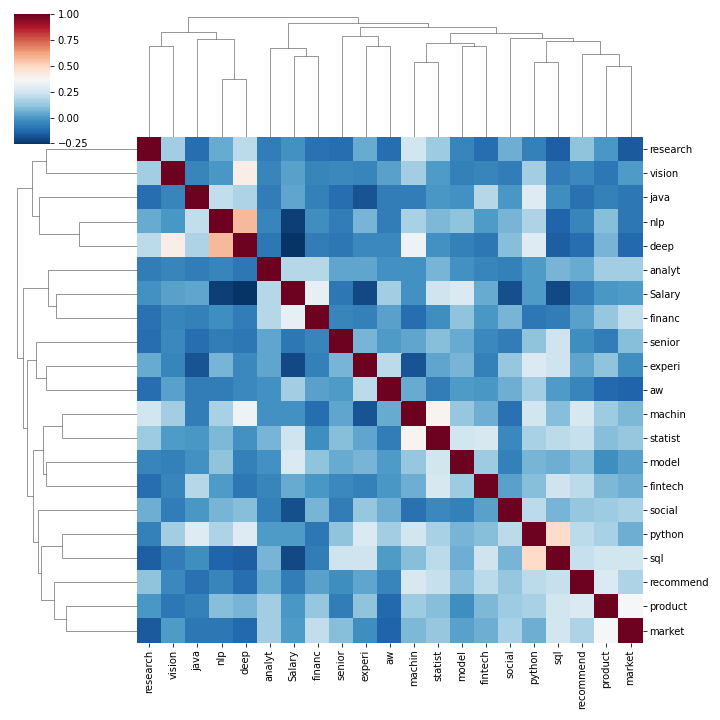 1.00
0.75
0.50
0.25
0.00
−0.25
research
vision
java
nlp
deep
analyt
Salary
financ
senior
experi
aw
machin
statist
model
fintech
social
python
sql
recommend
product
market
research
vision
java
nlp
deep
analyt
Salary
financ
senior
experi
aw
machin
statist
model
fintech
social
python
sql
recommend
product
market